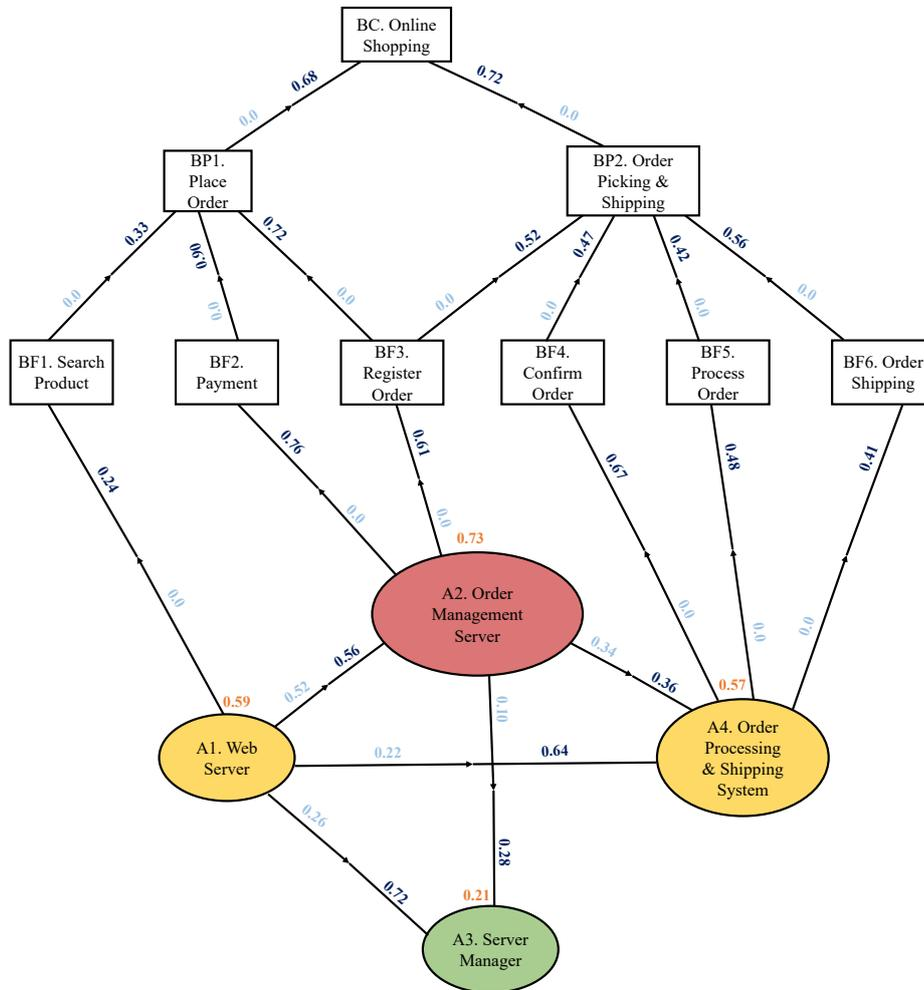 BC. Online
Shopping
0.68
0.72
0.0
0.0
BP1.
Place
Order
BP2. Order
Picking &
Shipping
0.33
0.90
0.72
0.52
0.47
0.42
0.56
0.0
0.0
0.0
0.0
0.0
0.0
0.0
BF1. Search
Product
BF2.
Payment
BF3.
Register
Order
BF4.
Confirm
Order
BF5.
Process
Order
BF6. Order
Shipping
0.24
0.76
0.61
0.67
0.48
0.41
0.0
0.0
0.0
0.0
0.0
0.0
0.73
A2. Order
Management
Server
0.56
0.52
0.34
0.36
0.59
0.57
A1. Web
Server
0.10
0.22
0.64
A4. Order
Processing
& Shipping
System
0.26
0.72
0.28
0.21
A3. Server
Manager